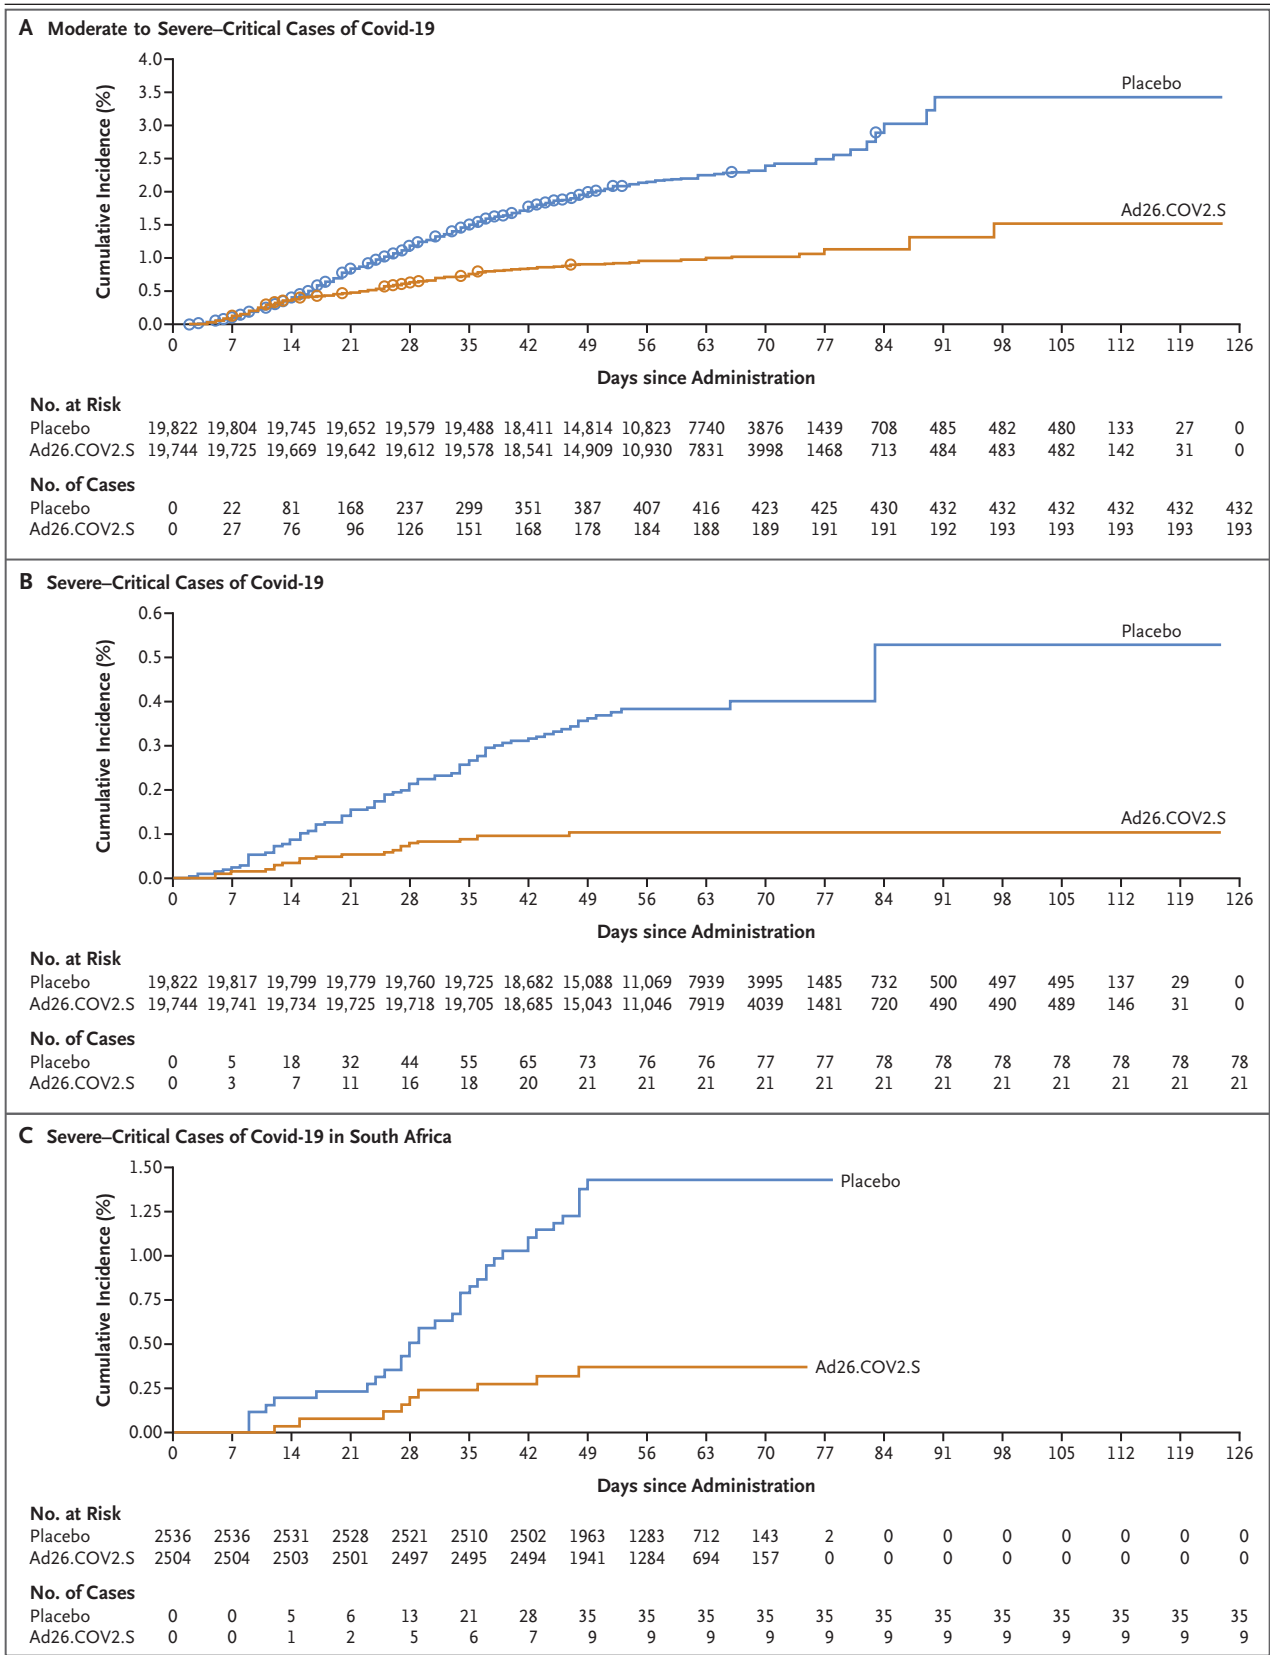 A Moderate to Severe–Critical Cases of Covid-19
Cumulative Incidence (%)
4.0
3.5
3.0
2.5
2.0
1.5
1.0
0.5
0.0
Placebo
Ad26.COV2.S
0 7 14 21 28 35 42 49 56 63 70 77 84 91 98 105 112 119 126
Days since Administration
No. at Risk
Placebo 19,822 19,804 19,745 19,652 19,579 19,488 18,411 14,814 10,823 7740 3876 1439 708 485 482 480 133 27 0
Ad26.COV2.S 19,744 19,725 19,669 19,642 19,612 19,578 18,541 14,909 10,930 7831 3998 1468 713 484 483 482 142 31 0
No. of Cases
Placebo 0 22 81 168 237 299 351 387 407 416 423 425 430 432 432 432 432 432 432
Ad26.COV2.S 0 27 76 96 126 151 168 178 184 188 189 191 191 192 193 193 193 193 193
B Severe–Critical Cases of Covid-19
Cumulative Incidence (%)
0.6
0.5
0.4
0.3
0.2
0.1
0.0
Placebo
Ad26.COV2.S
0 7 14 21 28 35 42 49 56 63 70 77 84 91 98 105 112 119 126
Days since Administration
No. at Risk
Placebo 19,822 19,817 19,799 19,779 19,760 19,725 18,682 15,088 11,069 7939 3995 1485 732 500 497 495 137 29 0
Ad26.COV2.S 19,744 19,741 19,734 19,725 19,718 19,705 18,685 15,043 11,046 7919 4039 1481 720 490 490 489 146 31 0
No. of Cases
Placebo 0 5 18 32 44 55 65 73 76 76 77 77 78 78 78 78 78 78 78
Ad26.COV2.S 0 3 7 11 16 18 20 21 21 21 21 21 21 21 21 21 21 21 21
C Severe–Critical Cases of Covid-19 in South Africa
Cumulative Incidence (%)
1.50
1.25
1.00
0.75
0.50
0.25
0.00
Placebo
Ad26.COV2.S
0 7 14 21 28 35 42 49 56 63 70 77 84 91 98 105 112 119 126
Days since Administration
No. at Risk
Placebo 2536 2536 2531 2528 2521 2510 2502 1963 1283 712 143 2 0 0 0 0 0 0 0
Ad26.COV2.S 2504 2504 2503 2501 2497 2495 2494 1941 1284 694 157 0 0 0 0 0 0 0 0
No. of Cases
Placebo 0 0 5 6 13 21 28 35 35 35 35 35 35 35 35 35 35 35 35
Ad26.COV2.S 0 0 1 2 5 6 7 9 9 9 9 9 9 9 9 9 9 9 9